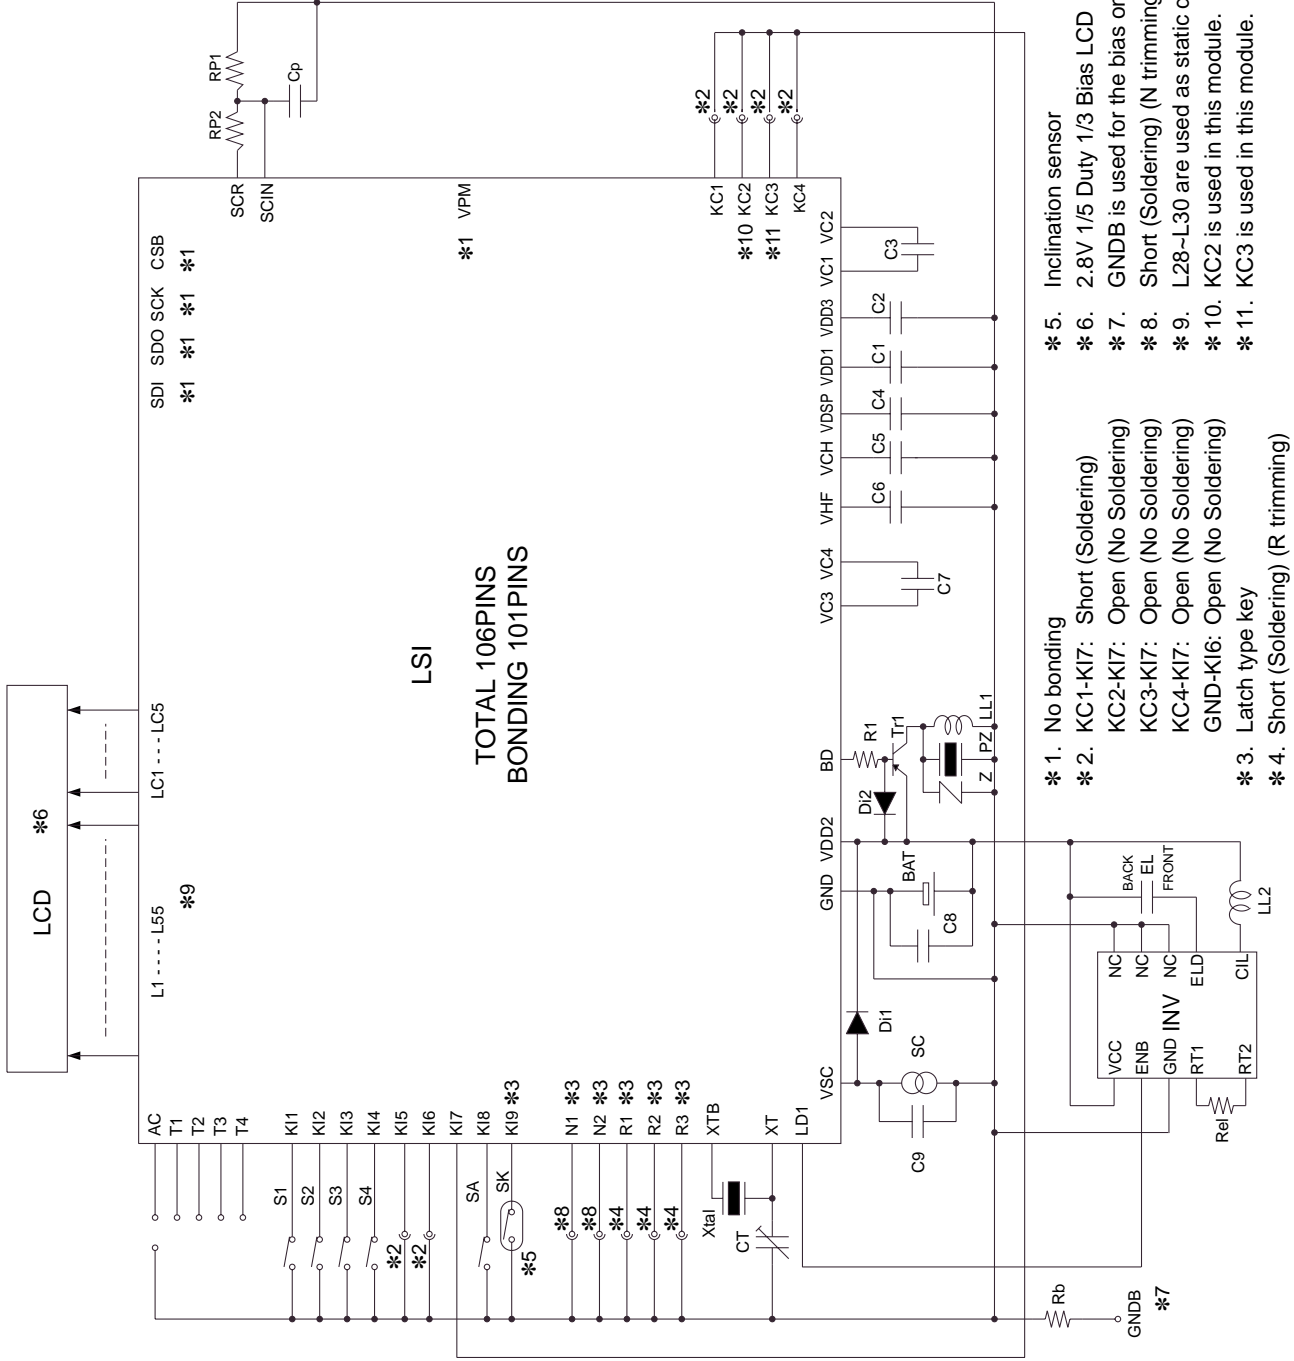 LCD
✻6
L1 - - - - L55
✻9
LC1 - - - - LC5
SDI SDO SCK CSB
✻1 ✻1 ✻1 ✻1
SCR
SCIN
RP2
RP1
Cp
✻1 VPM
LSI
TOTAL 106PINS
BONDING 101PINS
AC
T1
T2
T3
T4
KI1
KI2
KI3
KI4
KI5
KI6
KI7
KI8
KI9 ✻3
N1 ✻3
N2 ✻3
R1 ✻3
R2 ✻3
R3 ✻3
XTB
XT
LD1
S1
S2
S3
S4
✻2
✻2
SA
SK
✻5
✻8
✻8
✻4
✻4
✻4
Xtal
CT
KC1
✻10 KC2
✻11 KC3
KC4
✻2
✻2
✻2
✻2
VSC
GND
VDD2
BD
VC3
VC4
VHF
VCH
VDSP
VDD1
VDD3
VC1
VC2
C9
SC
Di1
C8
BAT
Di2
R1
Tr1
Z
PZ
LL1
C7
C6
C5
C4
C1
C2
C3
Rb
GNDB
✻7
Rel
VCC
ENB
GND
RT1
RT2
INV
NC
NC
NC
ELD
CIL
BACK
EL
FRONT
LL2
✻1. No bonding
✻2. KC1-KI7: Short (Soldering)
KC2-KI7: Open (No Soldering)
KC3-KI7: Open (No Soldering)
KC4-KI7: Open (No Soldering)
GND-KI6: Open (No Soldering)
✻3. Latch type key
✻4. Short (Soldering) (R trimming)
✻5. Inclination sensor
✻6. 2.8V 1/5 Duty 1/3 Bias LCD
✻7. GNDB is used for the bias on
✻8. Short (Soldering) (N trimming
✻9. L28~L30 are used as static
✻10. KC2 is used in this module.
✻11. KC3 is used in this module.